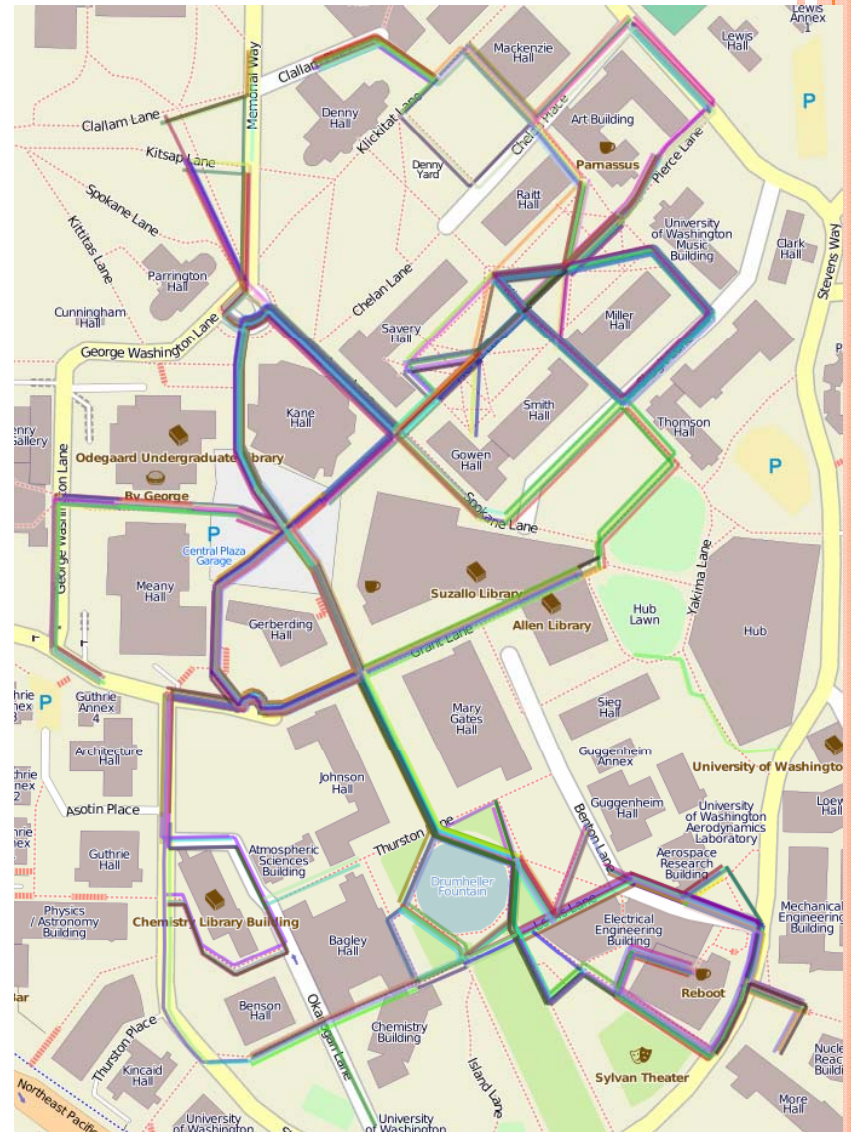 Lewis
Annex
1
Lewis
Hall
P
Mackenzie
Hall
Memorial Way
Denny
Hall
Clallam Lane
Kitsap Lane
Klickitat Lane
Denny
Yard
Art Building
Parnassus
Pierce Lane
Raitt
Hall
Spokane Lane
Kittitas Lane
Parrington
Hall
Chelan Lane
University
of Washington
Music
Building
Clark
Hall
Stevens Way
Cunningham
Hall
George Washington Lane
Savery
Hall
Miller
Hall
Kane
Hall
Smith
Hall
Thomson
Hall
Gowen
Hall
Odegaard Undergraduate Library
By George
P
Spokane Lane
P
Central Plaza
Garage
George Washington Lane
Meany
Hall
Suzallo Library
Allen Library
Yakima Lane
Hub
Lawn
Hub
Gerberding
Hall
Grant Lane
P
Guthrie
Annex
4
Mary
Gates
Hall
Sieg
Hall
Architecture
Hall
Guggenheim
Annex
University of Washingto
Johnson
Hall
Asotin Place
Guggenheim
Hall
University
of Washington
Aerodynamics
Laboratory
Benton Lane
Thurston Lane
Guthrie
Hall
Atmospheric
Sciences
Building
Aerospace
Research
Building
Drumheller
Fountain
Physics
/ Astronomy
Building
Chemistry Library Building
Bagley
Hall
Electrical
Engineering
Building
Mechanical
Engineering
Building
Reboot
Benson
Hall
Okanogan Lane
Chemistry
Building
Thurston Place
Kincaid
Hall
Island Lane
Sylvan Theater
More
Hall
Northeast Pacific
University
of Washington
University
of Washington